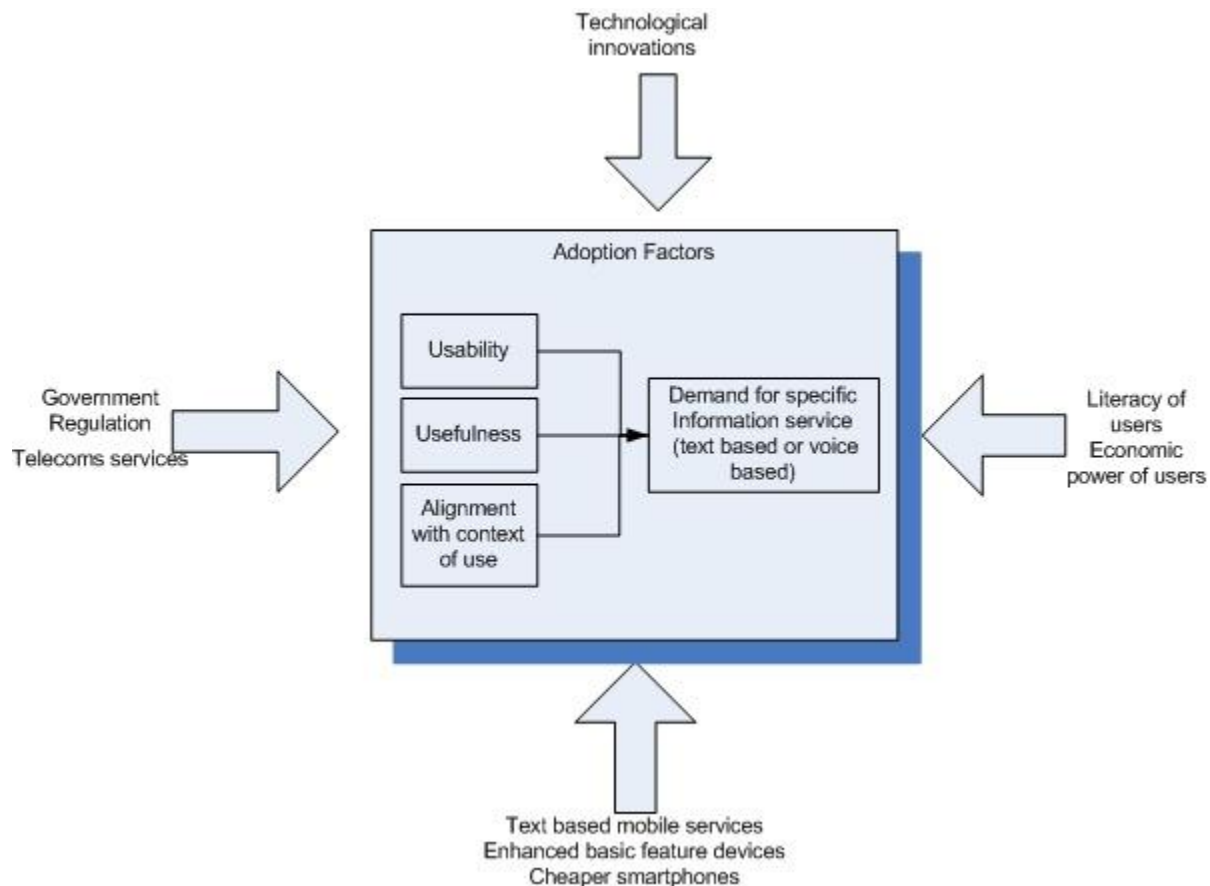 Technological
innovations
Adoption Factors
Usability
Usefulness
Alignment
with context
of use
Demand for specific
Information service
(text based or voice
based)
Government
Regulation
Telecoms services
Literacy of
users
Economic
power of users
Text based mobile services
Enhanced basic feature devices
Cheaper smartphones